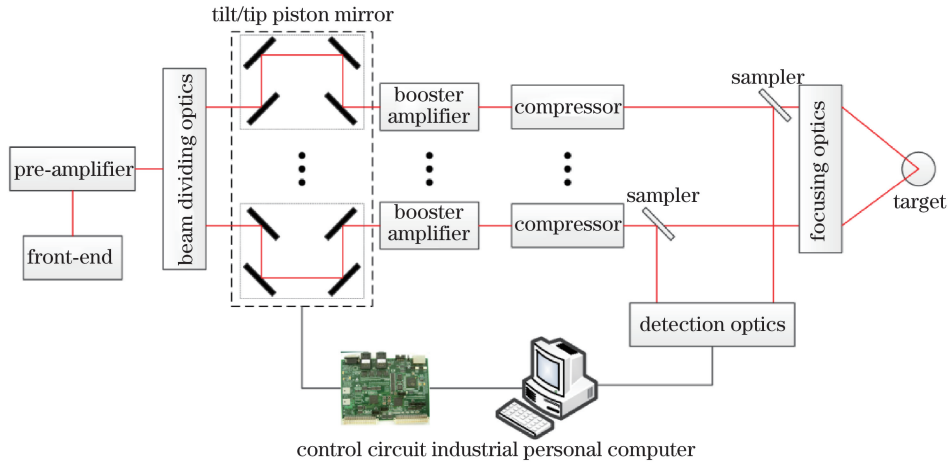 tilt/tip piston mirror
sampler
beam dividing optics
booster
amplifier
compressor
focusing optics
pre-amplifier
target
front-end
booster
amplifier
compressor
sampler
detection optics
control circuit industrial personal computer